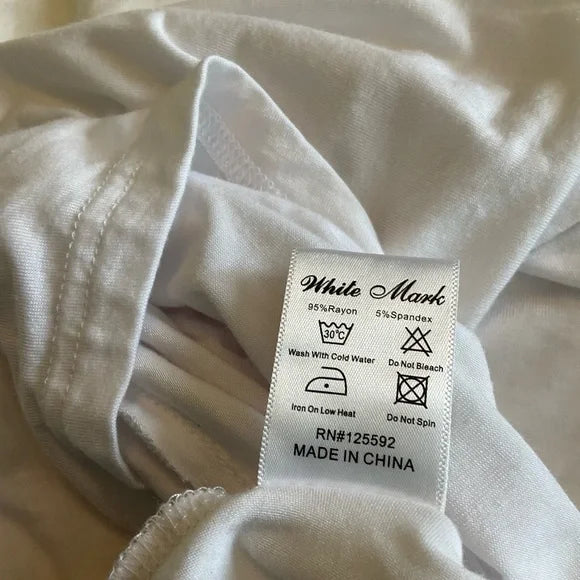 White Mark
95%Rayon 5%Spandex
30°C
Wash With Cold Water Do Not Bleach
Iron On Low Heat Do Not Spin
RN#125592
MADE IN CHINA